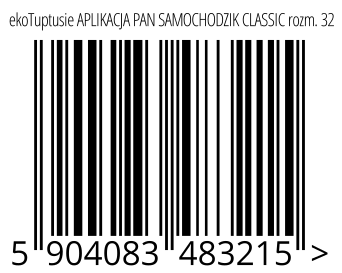 ekoTuptusie APLIKACJA PAN SAMOCHODZIK CLASSIC rozm. 32
5 904083 483215 >